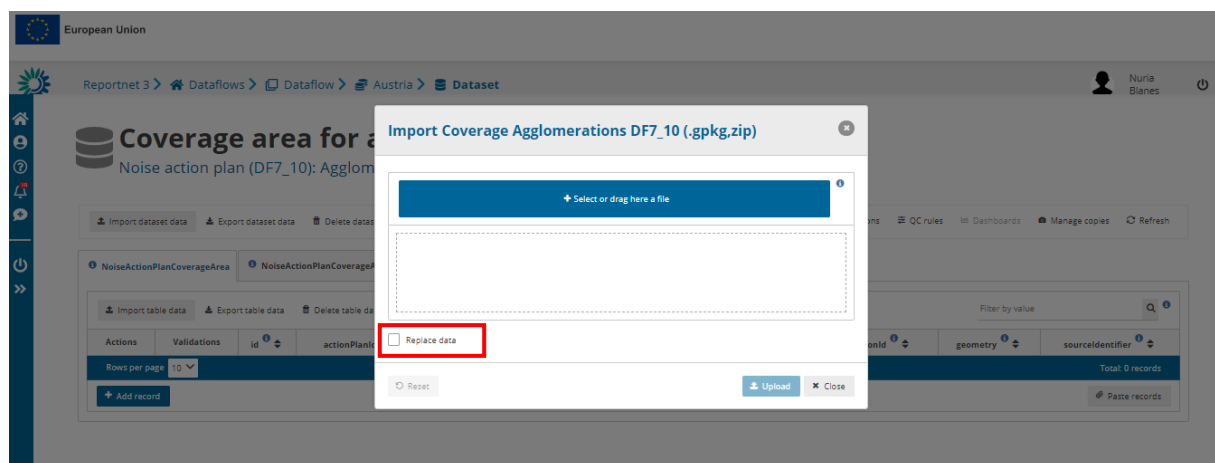 European Union
Reportnet 3 > Dataflows > Dataflow > Austria > Dataset
Nuria
Blanes
Coverage area for a
Noise action plan (DF7_10): Agglom
Import Coverage Agglomerations DF7_10 (.gpkg,zip)
+ Select or drag here a file
Import dataset data Export dataset data Delete datas
ons QC rules Dashboards Manage copies Refresh
NoiseActionPlanCoverageArea NoiseActionPlanCoverageA
Import table data Export table data Delete table da
Filter by value
Replace data
Actions Validations id actionPlanId onId geometry sourceIdentifier
Rows per page 10 Total: 0 records
+ Add record Paste records
Reset Upload Close